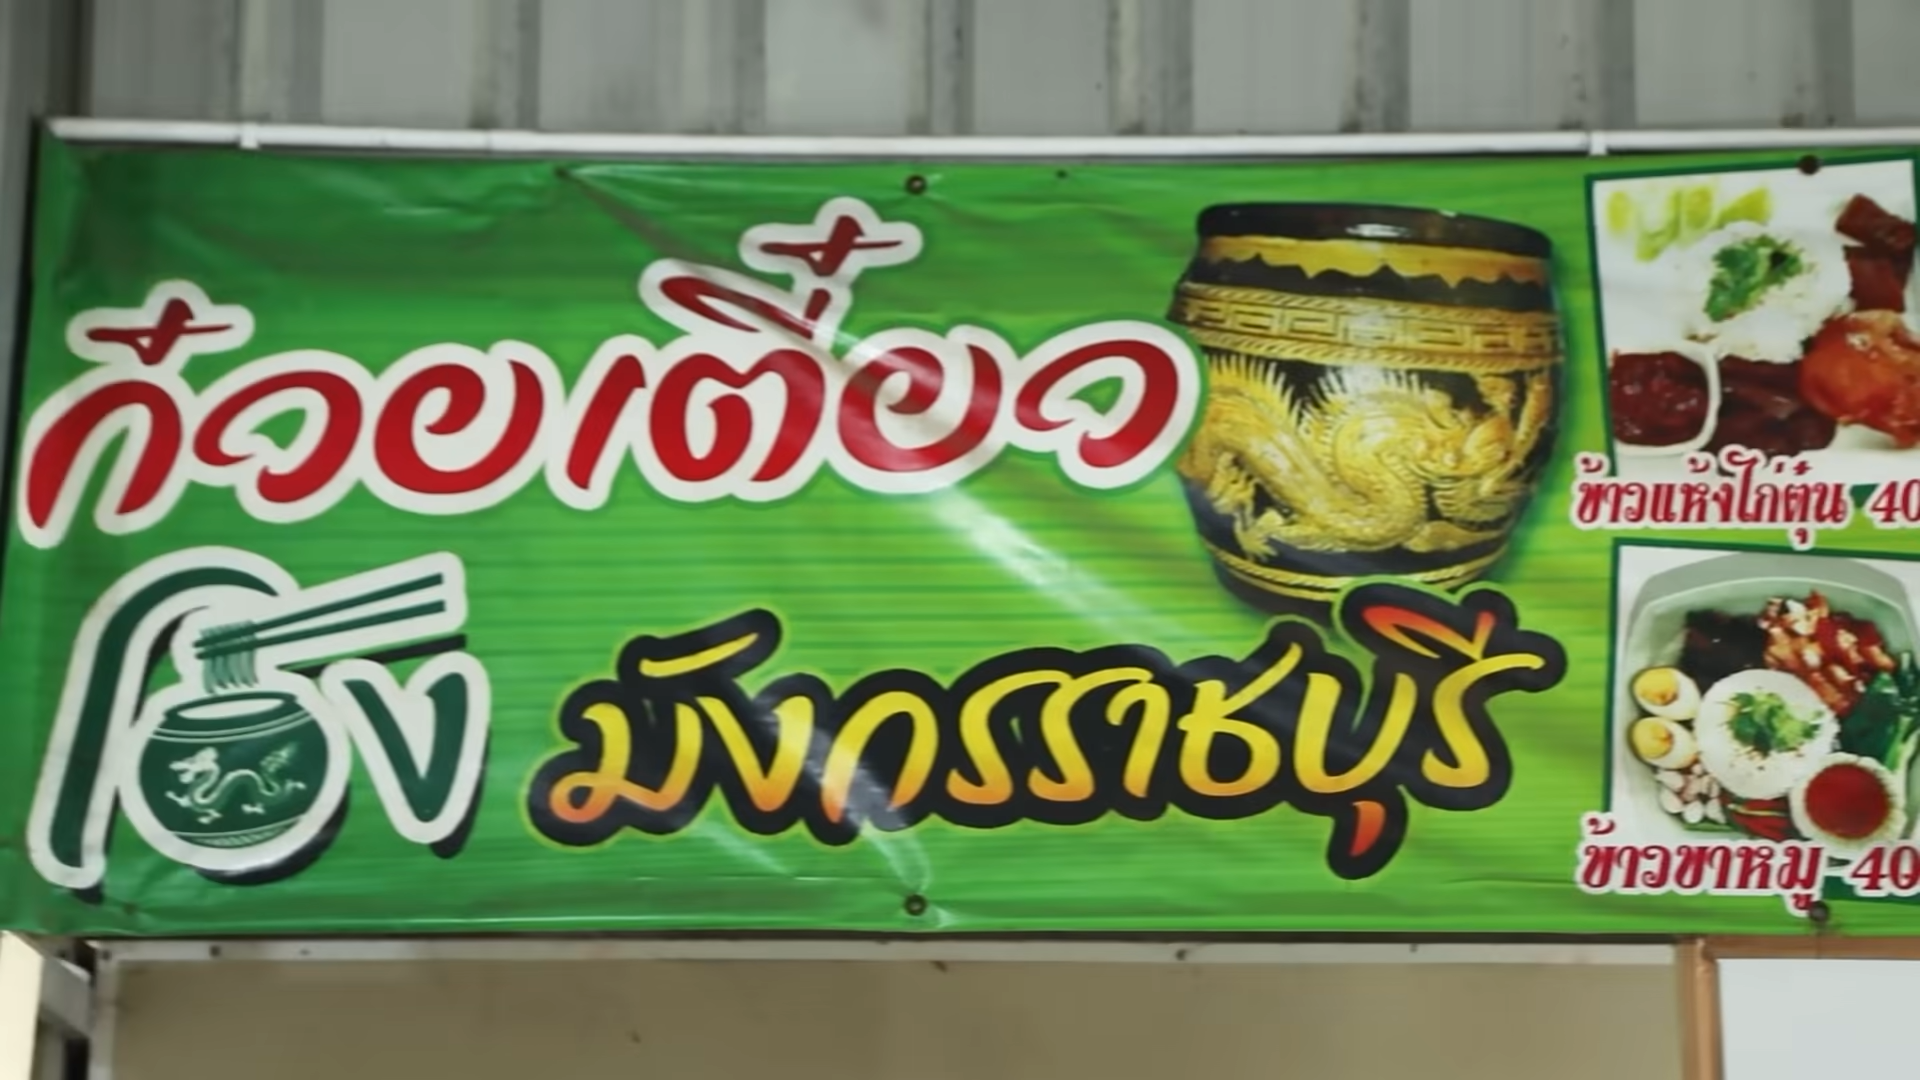 ก๋วยเตี๋ยว
โอ่ง มังกรราชบุรี
ข้าวแห้งไก่ตุ๋น 40
ข้าวขาหมู 40